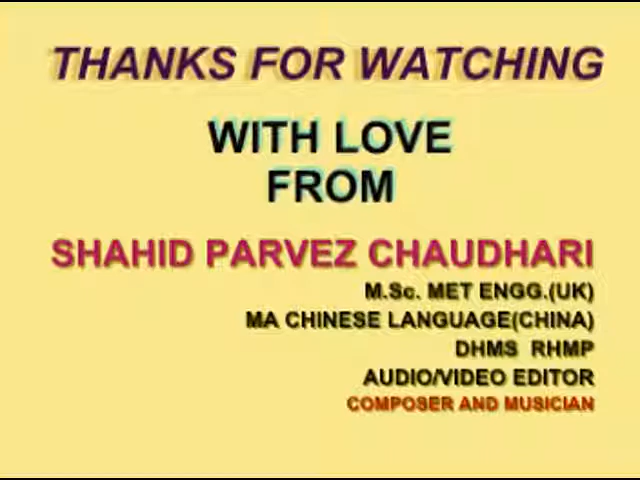 THANKS FOR WATCHING
WITH LOVE
FROM
SHAHID PARVEZ CHAUDHARI
M.Sc. MET ENGG.(UK)
MA CHINESE LANGUAGE(CHINA)
DHMS RHMP
AUDIO/VIDEO EDITOR
COMPOSER AND MUSICIAN